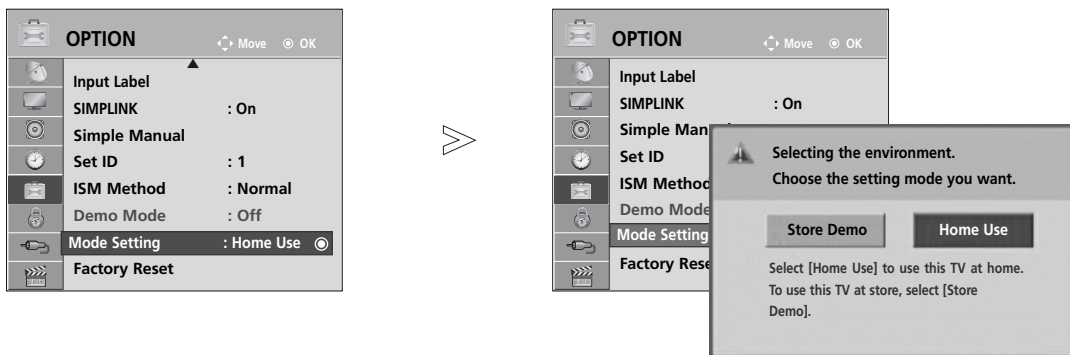 OPTION
Move OK
Input Label
SIMPLINK : On
Simple Manual
Set ID : 1
ISM Method : Normal
Demo Mode : Off
Mode Setting : Home Use
Factory Reset
OPTION
Move OK
Input Label
SIMPLINK : On
Simple Man
Set ID
ISM Method
Demo Mode
Mode Setting
Factory Rese
Selecting the environment.
Choose the setting mode you want.
Store Demo
Home Use
Select [Home Use] to use this TV at home.
To use this TV at store, select [Store
Demo].